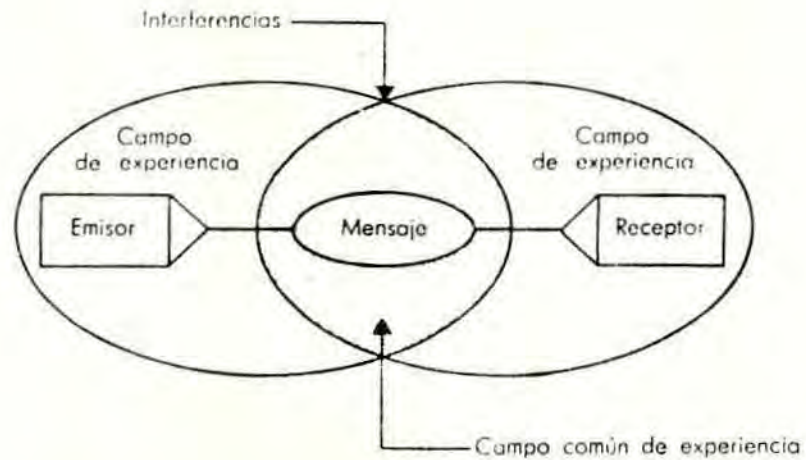 Interferencias
Campo
de experiencia
Campo
de experiencia
Emisor
Mensaje
Receptor
Campo común de experiencia